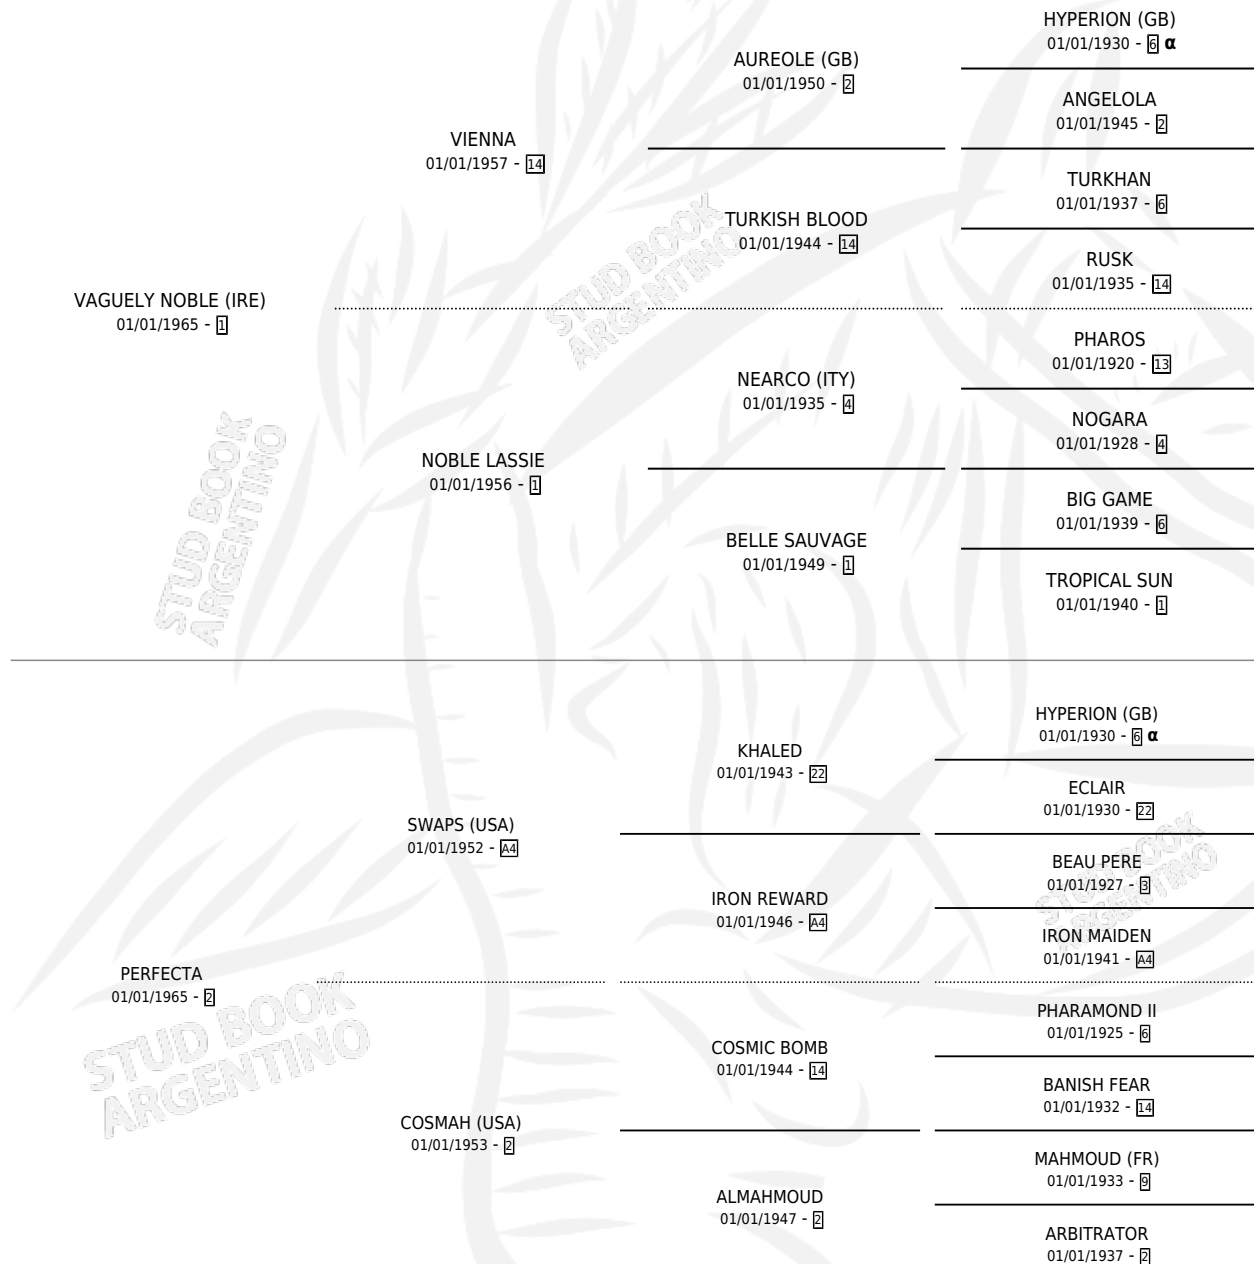 HYPERION (GB)
01/01/1930 - 6 α
AUREOLE (GB)
01/01/1950 - 2
ANGELOLA
01/01/1945 - 2
VIENNA
01/01/1957 - 14
TURKHAN
01/01/1937 - 6
TURKISH BLOOD
01/01/1944 - 14
RUSK
01/01/1935 - 14
VAGUELY NOBLE (IRE)
01/01/1965 - 1
STUD BOOK
ARGENTINO
PHAROS
01/01/1920 - 13
NEARCO (ITY)
01/01/1935 - 4
NOGARA
01/01/1928 - 4
NOBLE LASSIE
01/01/1956 - 1
STUD BOOK
ARGENTINO
BIG GAME
01/01/1939 - 6
BELLE SAUVAGE
01/01/1949 - 1
TROPICAL SUN
01/01/1940 - 1
HYPERION (GB)
01/01/1930 - 6 α
KHALED
01/01/1943 - 22
ECLAIR
01/01/1930 - 22
SWAPS (USA)
01/01/1952 - A4
BEAU PERE
01/01/1927 - 3
STUD BOOK
ARGENTINO
IRON REWARD
01/01/1946 - A4
IRON MAIDEN
01/01/1941 - A4
PERFECTA
01/01/1965 - 2
STUD BOOK
ARGENTINO
PHARAMOND II
01/01/1925 - 6
COSMIC BOMB
01/01/1944 - 14
BANISH FEAR
01/01/1932 - 14
COSMAH (USA)
01/01/1953 - 2
MAHMOUD (FR)
01/01/1933 - 9
ALMAHMOUD
01/01/1947 - 2
ARBITRATOR
01/01/1937 - 2